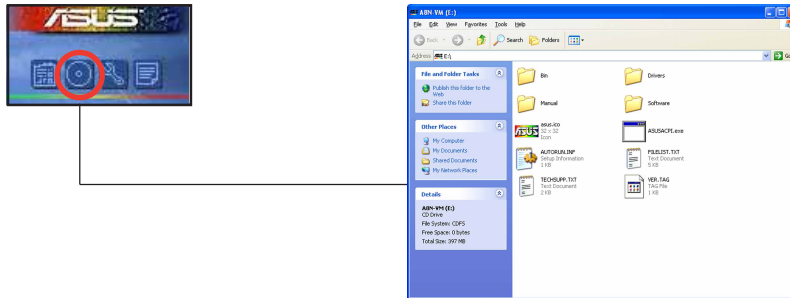 ASUS
A8N-VM (E:)
File Edit View Favorites Tools Help
Back Search Folders
Address E:\ Go
File and Folder Tasks
Publish this folder to the
Web
Share this folder
Other Places
My Computer
My Documents
Shared Documents
My Network Places
Details
A8N-VM (E:)
CD Drive
File System: CDFS
Free Space: 0 bytes
Total Size: 397 MB
Bin
Drivers
Manual
Software
asus.ico
32 x 32
Icon
ASUSACPI.exe
AUTORUN.INF
Setup Information
1 KB
FILELIST.TXT
Text Document
5 KB
TECHSUPP.TXT
Text Document
2 KB
VER.TAG
TAG File
1 KB